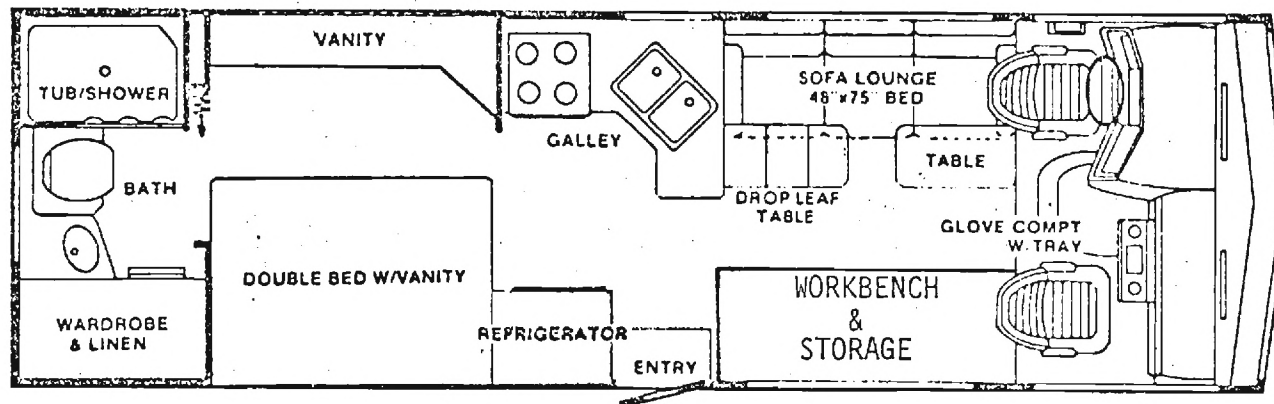 VANITY
TUB/SHOWER
SOFA LOUNGE
48"x75" BED
GALLEY
TABLE
BATH
DROP LEAF
TABLE
GLOVE COMPT
W-TRAY
DOUBLE BED W/VANITY
WORKBENCH
&
STORAGE
WARDROBE
& LINEN
REFRIGERATOR
ENTRY